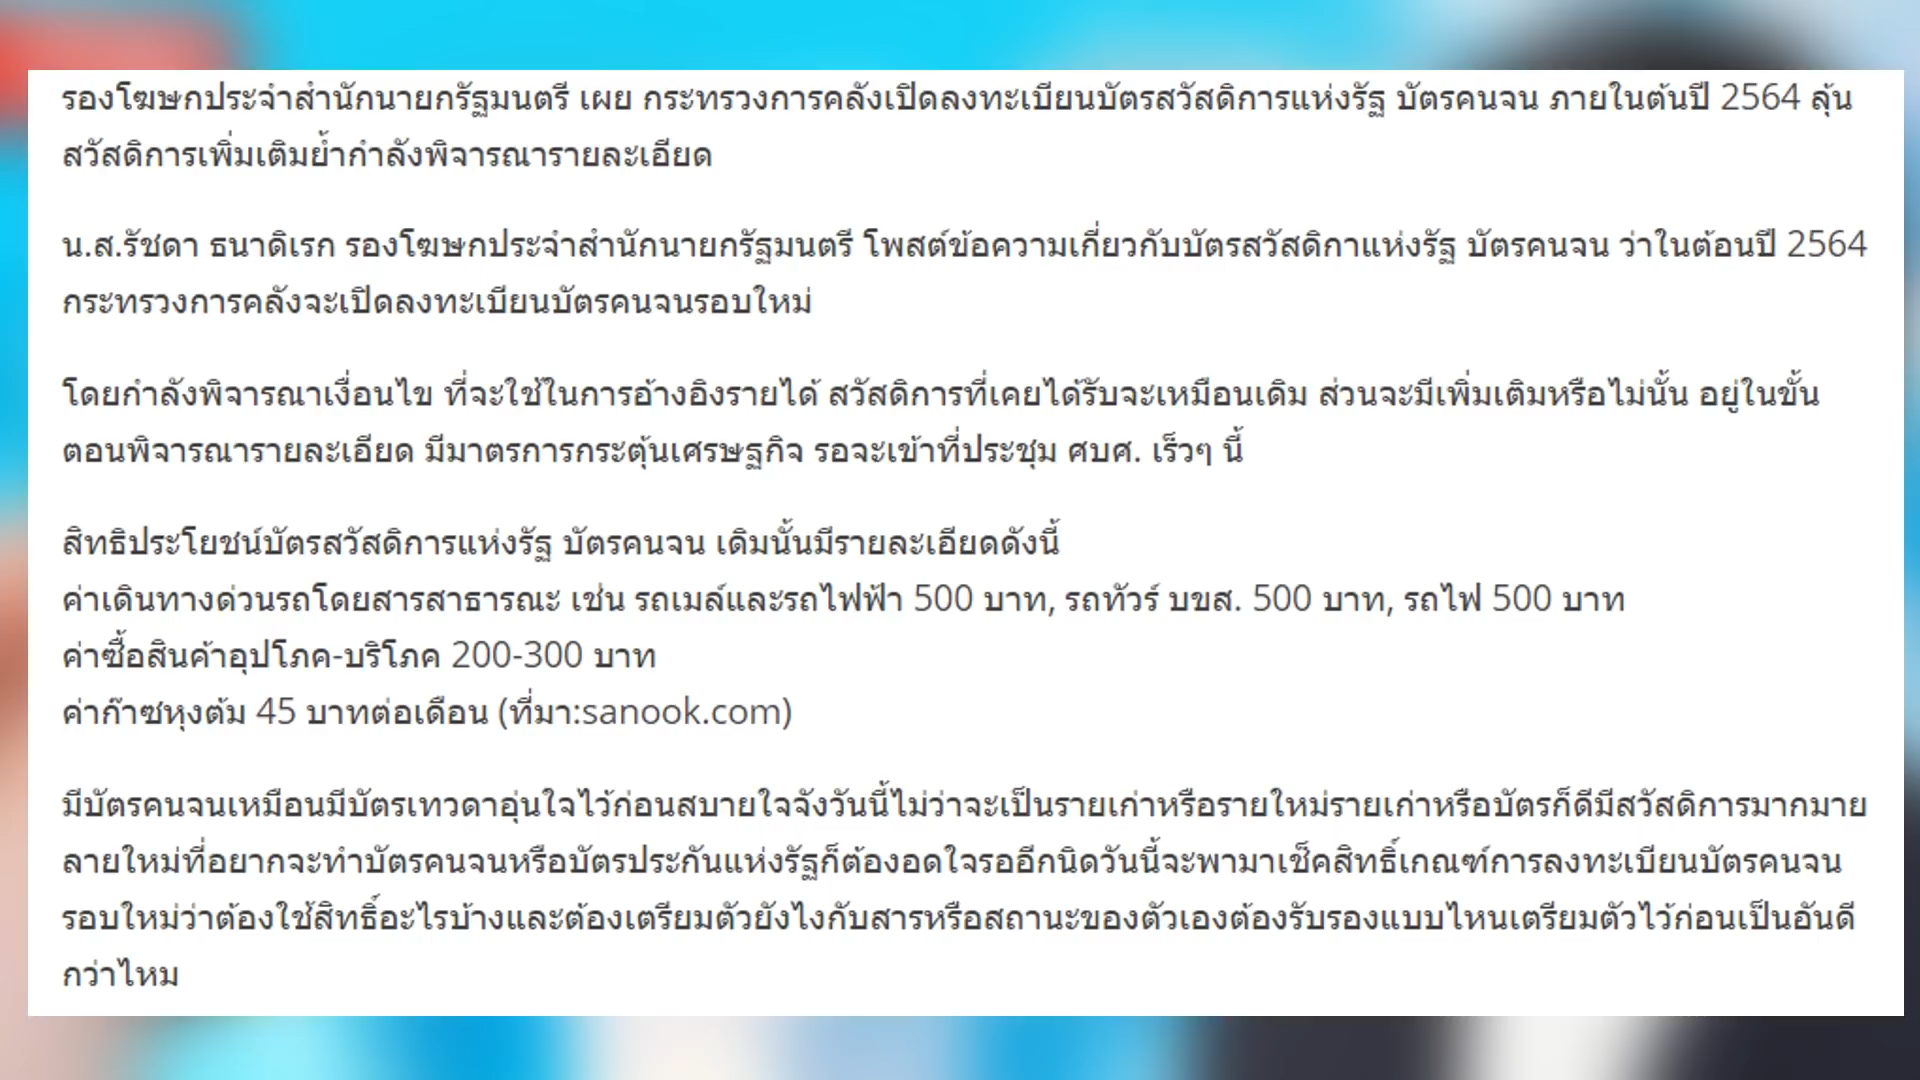 รองโฆษกประจำสำนักนายกรัฐมนตรี เผย กระทรวงการคลังเปิดลงทะเบียนบัตรสวัสดิการแห่งรัฐ บัตรคนจน ภายในต้นปี 2564 ลุ้น
สวัสดิการเพิ่มเติมย้ำกำลังพิจารณารายละเอียด
น.ส.รัชดา ธนาดิเรก รองโฆษกประจำสำนักนายกรัฐมนตรี โพสต์ข้อความเกี่ยวกับบัตรสวัสดิกาแห่งรัฐ บัตรคนจน ว่าในต้อนปี 2564
กระทรวงการคลังจะเปิดลงทะเบียนบัตรคนจนรอบใหม่
โดยกำลังพิจารณาเงื่อนไข ที่จะใช้ในการอ้างอิงรายได้ สวัสดิการที่เคยได้รับจะเหมือนเดิม ส่วนจะมีเพิ่มเติมหรือไม่นั้น อยู่ในขั้น
ตอนพิจารณารายละเอียด มีมาตรการกระตุ้นเศรษฐกิจ รอจะเข้าที่ประชุม ศบศ. เร็วๆ นี้
สิทธิประโยชน์บัตรสวัสดิการแห่งรัฐ บัตรคนจน เดิมนั้นมีรายละเอียดดังนี้
ค่าเดินทางด่วนรถโดยสารสาธารณะ เช่น รถเมล์และรถไฟฟ้า 500 บาท, รถทัวร์ บขส. 500 บาท, รถไฟ 500 บาท
ค่าซื้อสินค้าอุปโภค-บริโภค 200-300 บาท
ค่าก๊าซหุงต้ม 45 บาทต่อเดือน (ที่มา:sanook.com)
มีบัตรคนจนเหมือนมีบัตรเทวดาอุ่นใจไว้ก่อนสบายใจจังวันนี้ไม่ว่าจะเป็นรายเก่าหรือรายใหม่รายเก่าหรือบัตรก็ดีมีสวัสดิการมากมาย
ลายใหม่ที่อยากจะทำบัตรคนจนหรือบัตรประกันแห่งรัฐก็ต้องอดใจรออีกนิดวันนี้จะพามาเช็คสิทธิ์เกณฑ์การลงทะเบียนบัตรคนจน
รอบใหม่ว่าต้องใช้สิทธิ์อะไรบ้างและต้องเตรียมตัวยังไงกับสารหรือสถานะของตัวเองต้องรับรองแบบไหนเตรียมตัวไว้ก่อนเป็นอันดี
กว่าไหม